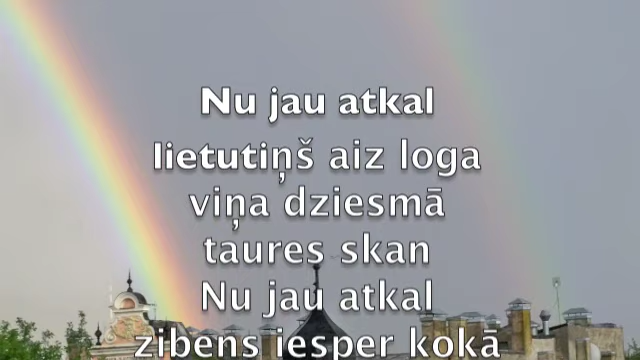 Nu jau atkal
lietutiņš aiz loga
viņa dziesmā
taures skan
Nu jau atkal
zibens iesper kokā